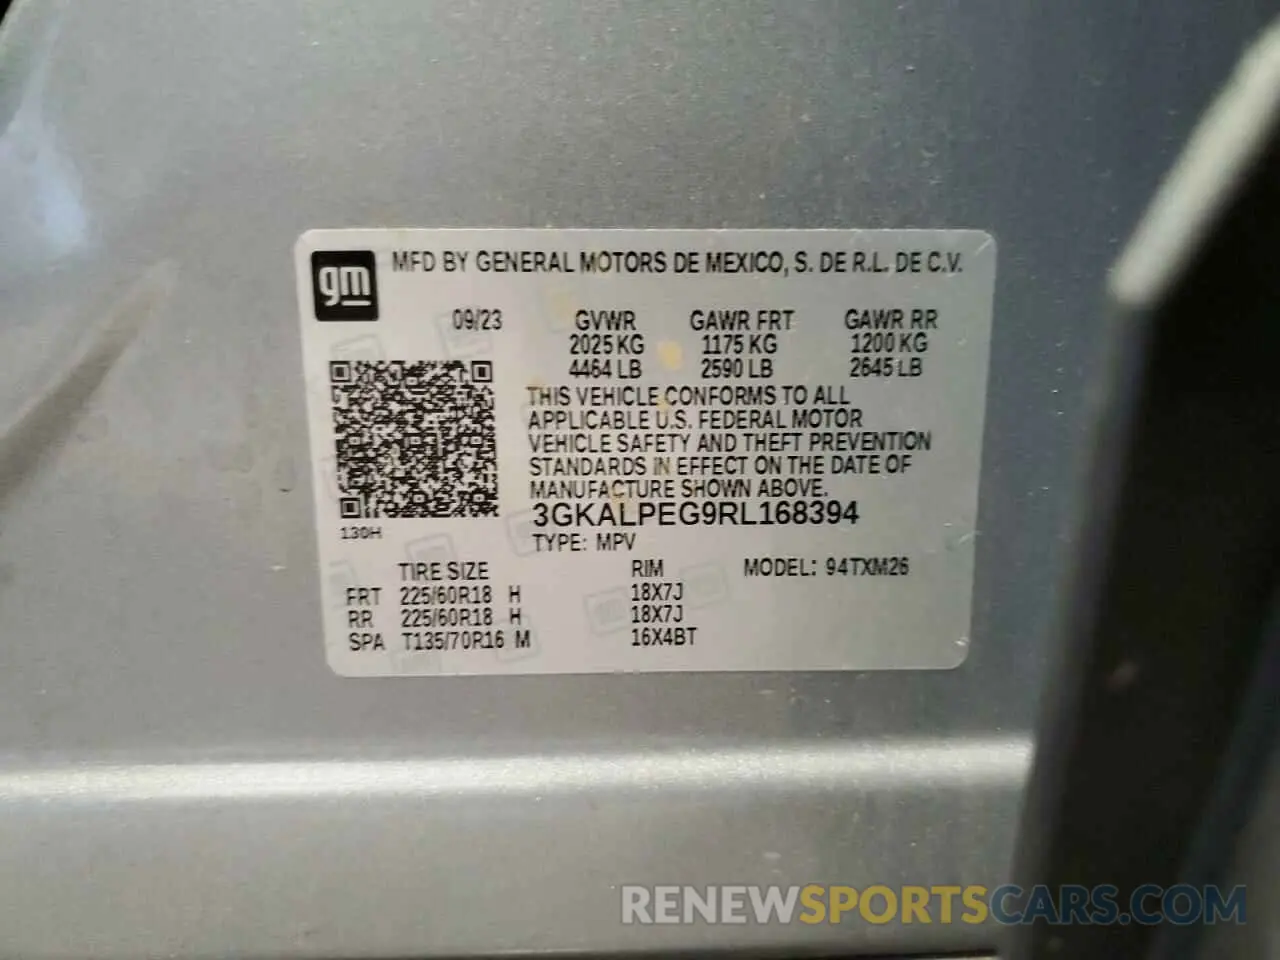 gm
MFD BY GENERAL MOTORS DE MEXICO, S. DE R.L. DE C.V.
09/23 GVWR GAWR FRT GAWR RR
2025 KG 1175 KG 1200 KG
4464 LB 2590 LB 2645 LB
THIS VEHICLE CONFORMS TO ALL
APPLICABLE U.S. FEDERAL MOTOR
VEHICLE SAFETY AND THEFT PREVENTION
STANDARDS IN EFFECT ON THE DATE OF
MANUFACTURE SHOWN ABOVE.
3GKALPEG9RL168394
130H
TYPE: MPV
TIRE SIZE RIM MODEL: 94TXM26
FRT 225/60R18 H 18X7J
RR 225/60R18 H 18X7J
SPA T135/70R16 M 16X4BT
RENEWSPORTSCARS.COM